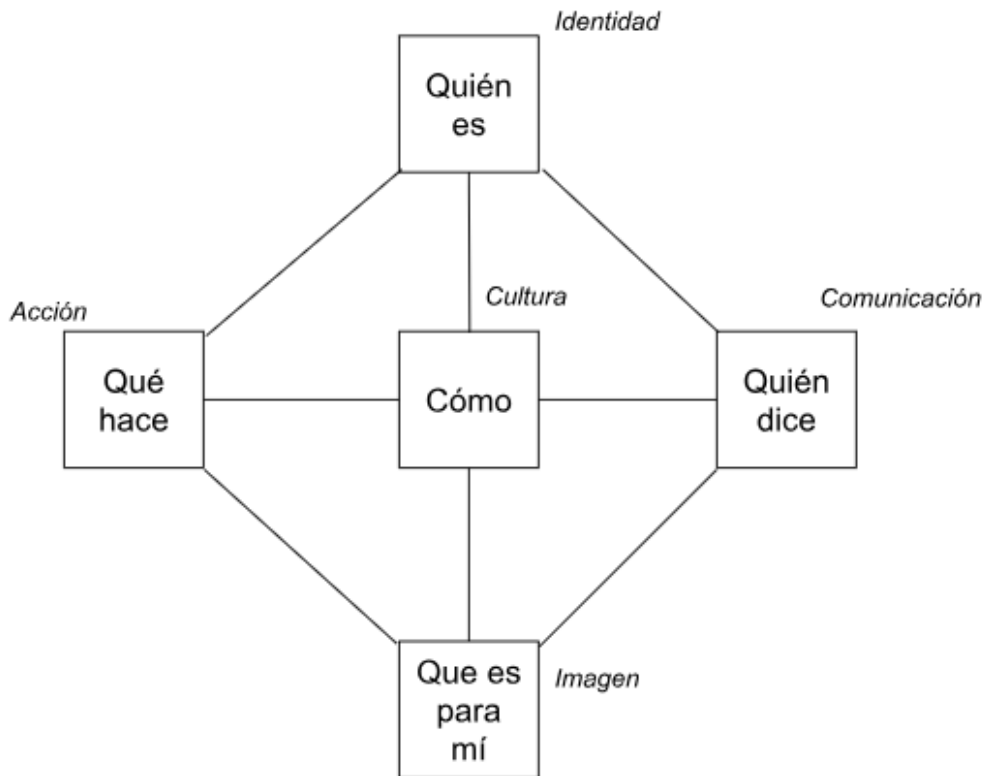 Identidad
Quién
es
Cultura
Comunicación
Acción
Qué
hace
Cómo
Quién
dice
Que es
para
mí
Imagen